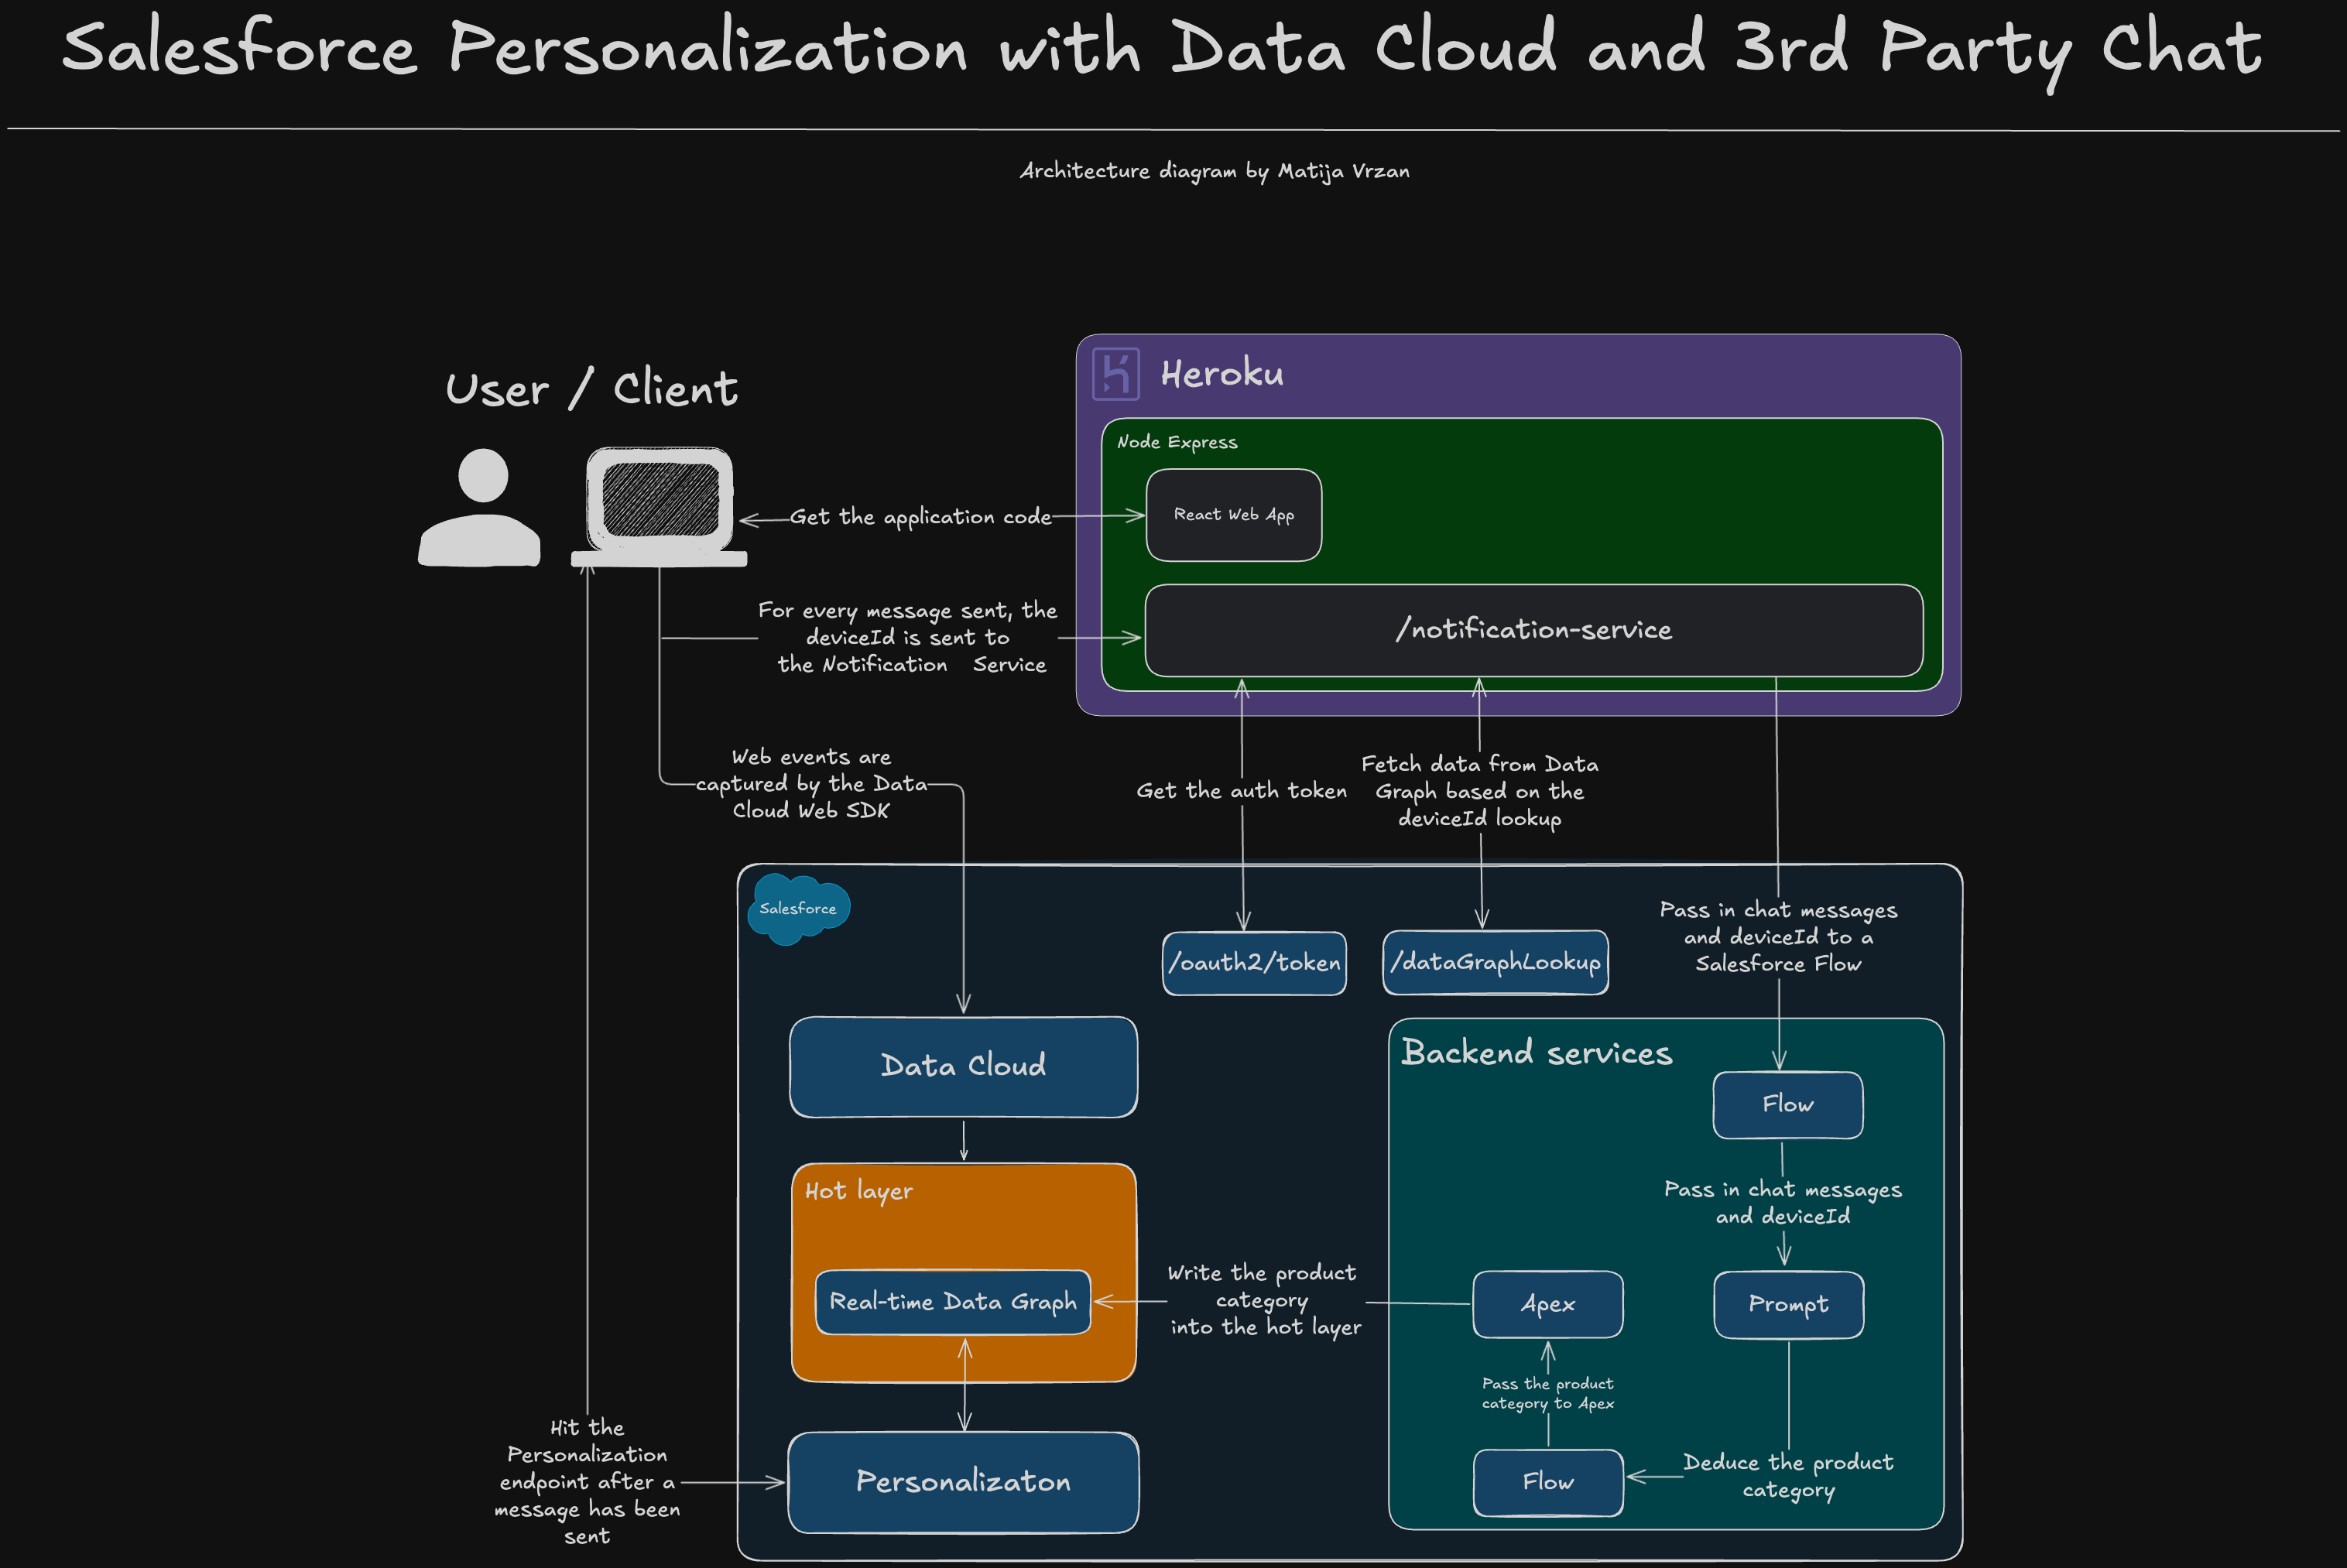 Salesforce Personalization with Data Cloud and 3rd Party Chat
Architecture diagram by Matija Vrzan
User / Client
Heroku
Node Express
React Web App
Get the application code
/notification-service
For every message sent, the
deviceId is sent to
the Notification Service
Web events are
captured by the Data
Cloud Web SDK
Get the auth token
Fetch data from Data
Graph based on the
deviceId lookup
Pass in chat messages
and deviceId to a
Salesforce Flow
Salesforce
/oauth2/token
/dataGraphLookup
Data Cloud
Backend services
Flow
Pass in chat messages
and deviceId
Hot layer
Real-time Data Graph
Write the product
category
into the hot layer
Apex
Prompt
Pass the product
category to Apex
Flow
Deduce the product
category
Personalizaton
Hit the
Personalization
endpoint after a
message has been
sent